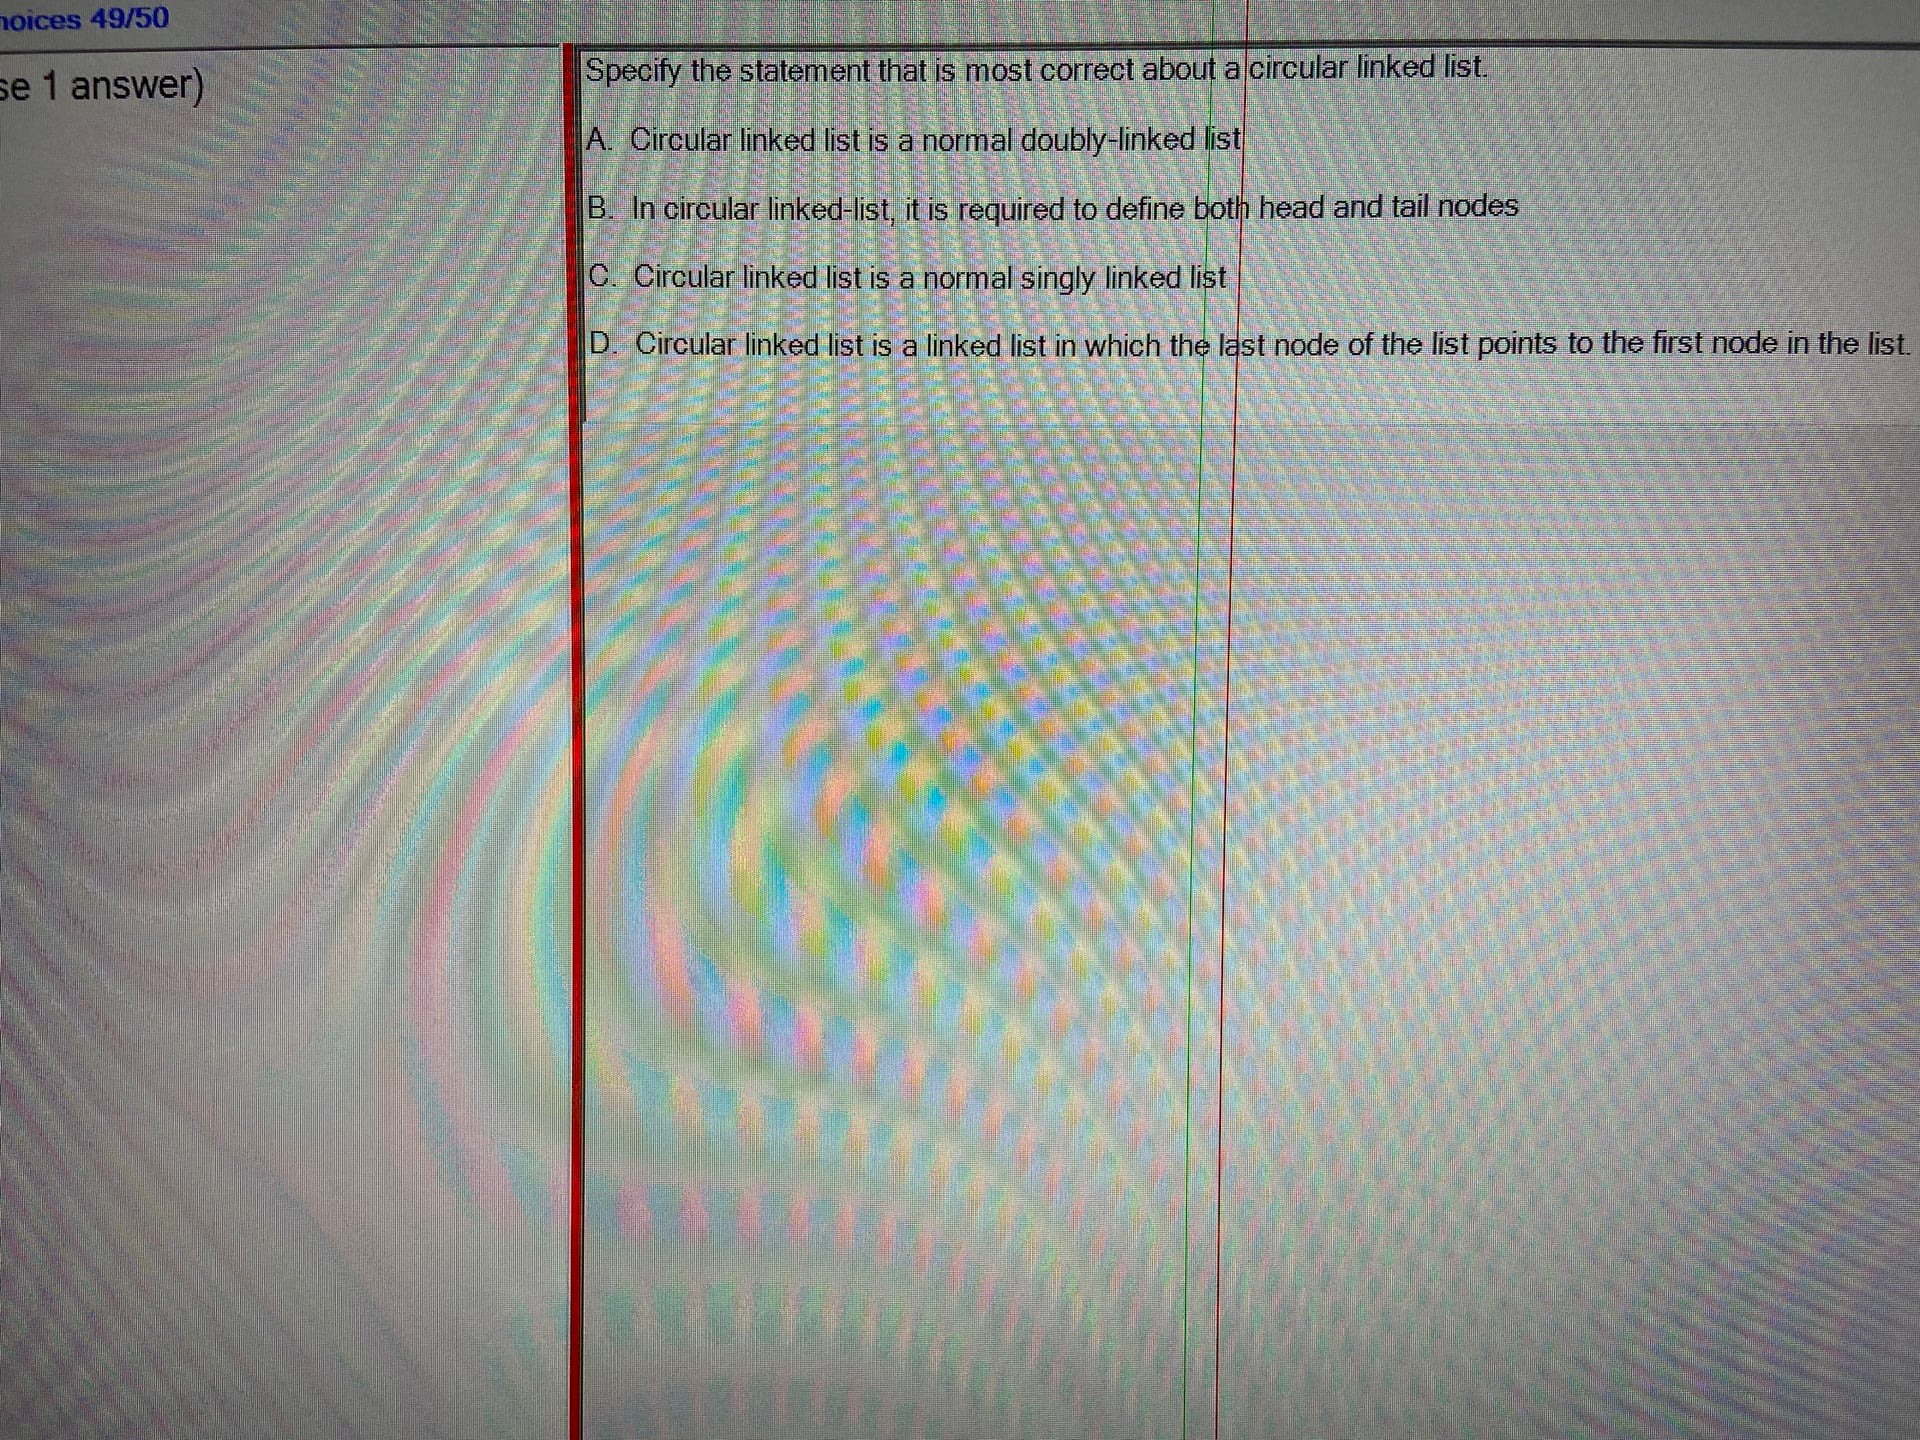 49/50
1 answer)
Specify the statement that is most correct about a circular linked list.
A. Circular linked list is a normal doubly-linked list
B. In circular linked-list, it is required to define both head and tail nodes
C. Circular linked list is a normal singly linked list
D. Circular linked list is a linked list in which the last node of the list points to the first node in the list.